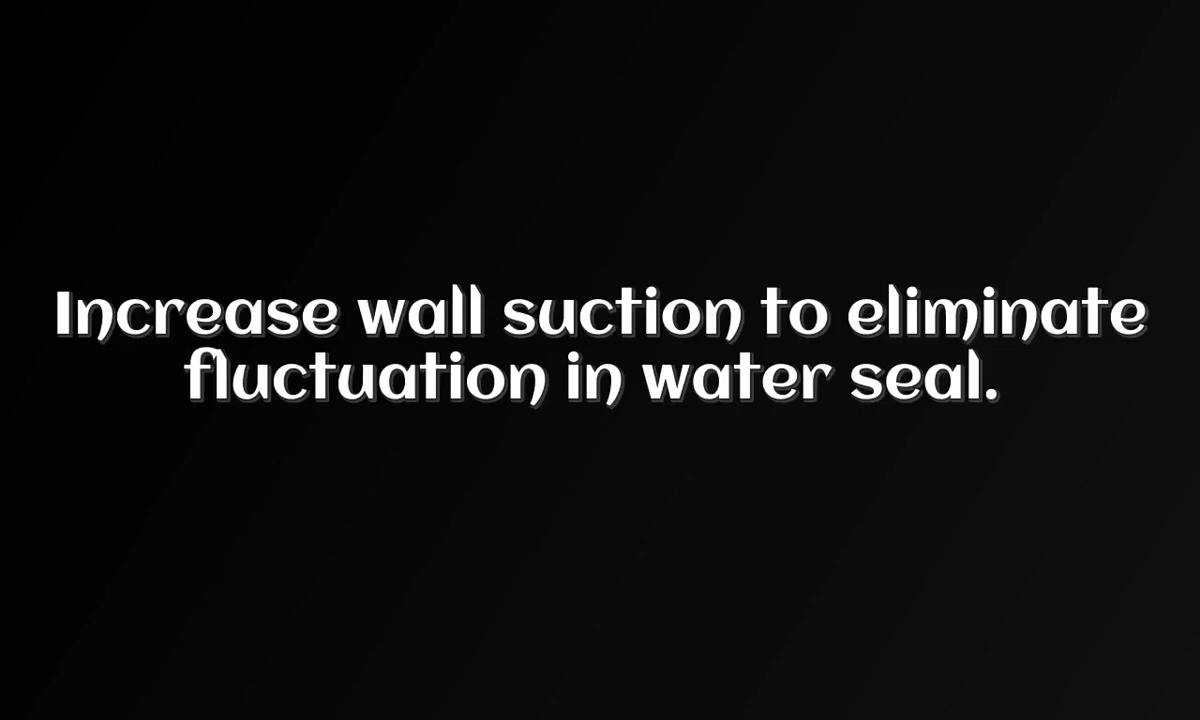 Increase wall suction to eliminate
fluctuation in water seal.